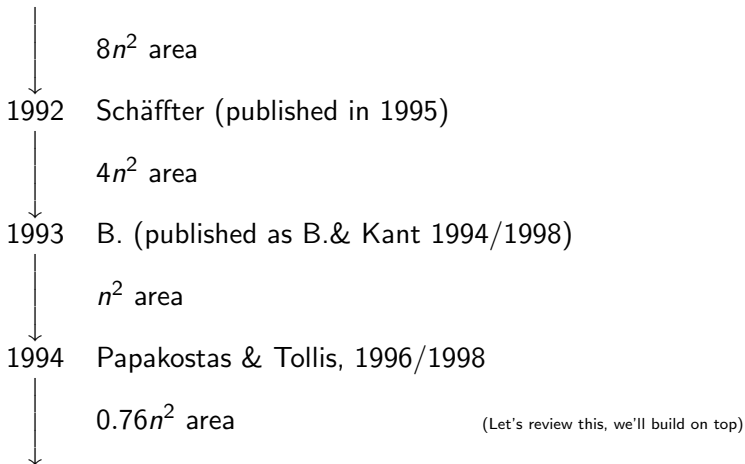 8n² area
1992 Schäffter (published in 1995)
4n² area
1993 B. (published as B.& Kant 1994/1998)
n² area
1994 Papakostas & Tollis, 1996/1998
0.76n² area (Let's review this, we'll build on top)